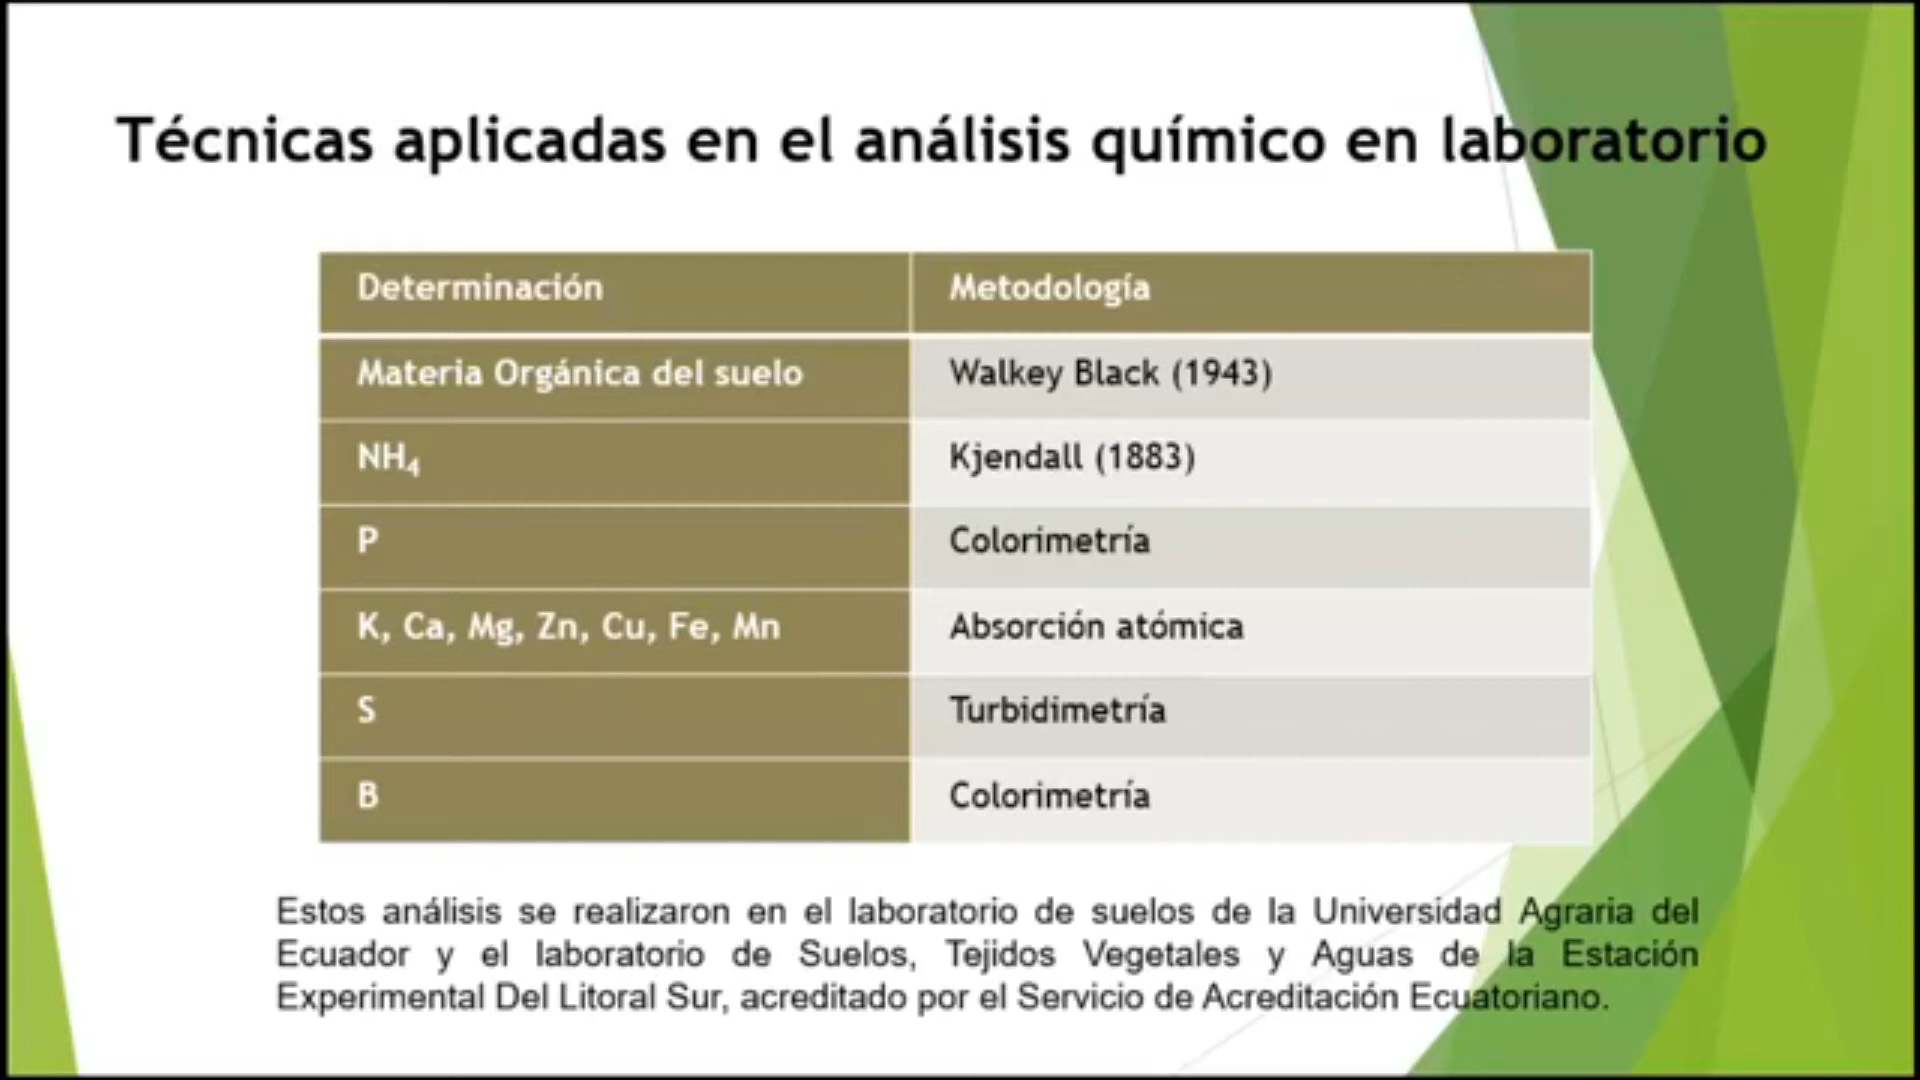 Técnicas aplicadas en el análisis químico en laboratorio
Determinación Metodología
Materia Orgánica del suelo Walkey Black (1943)
NH₄ Kjendall (1883)
P Colorimetría
K, Ca, Mg, Zn, Cu, Fe, Mn Absorción atómica
S Turbidimetría
B Colorimetría
Estos análisis se realizaron en el laboratorio de suelos de la Universidad Agraria del
Ecuador y el laboratorio de Suelos, Tejidos Vegetales y Aguas de la Estación
Experimental Del Litoral Sur, acreditado por el Servicio de Acreditación Ecuatoriano.